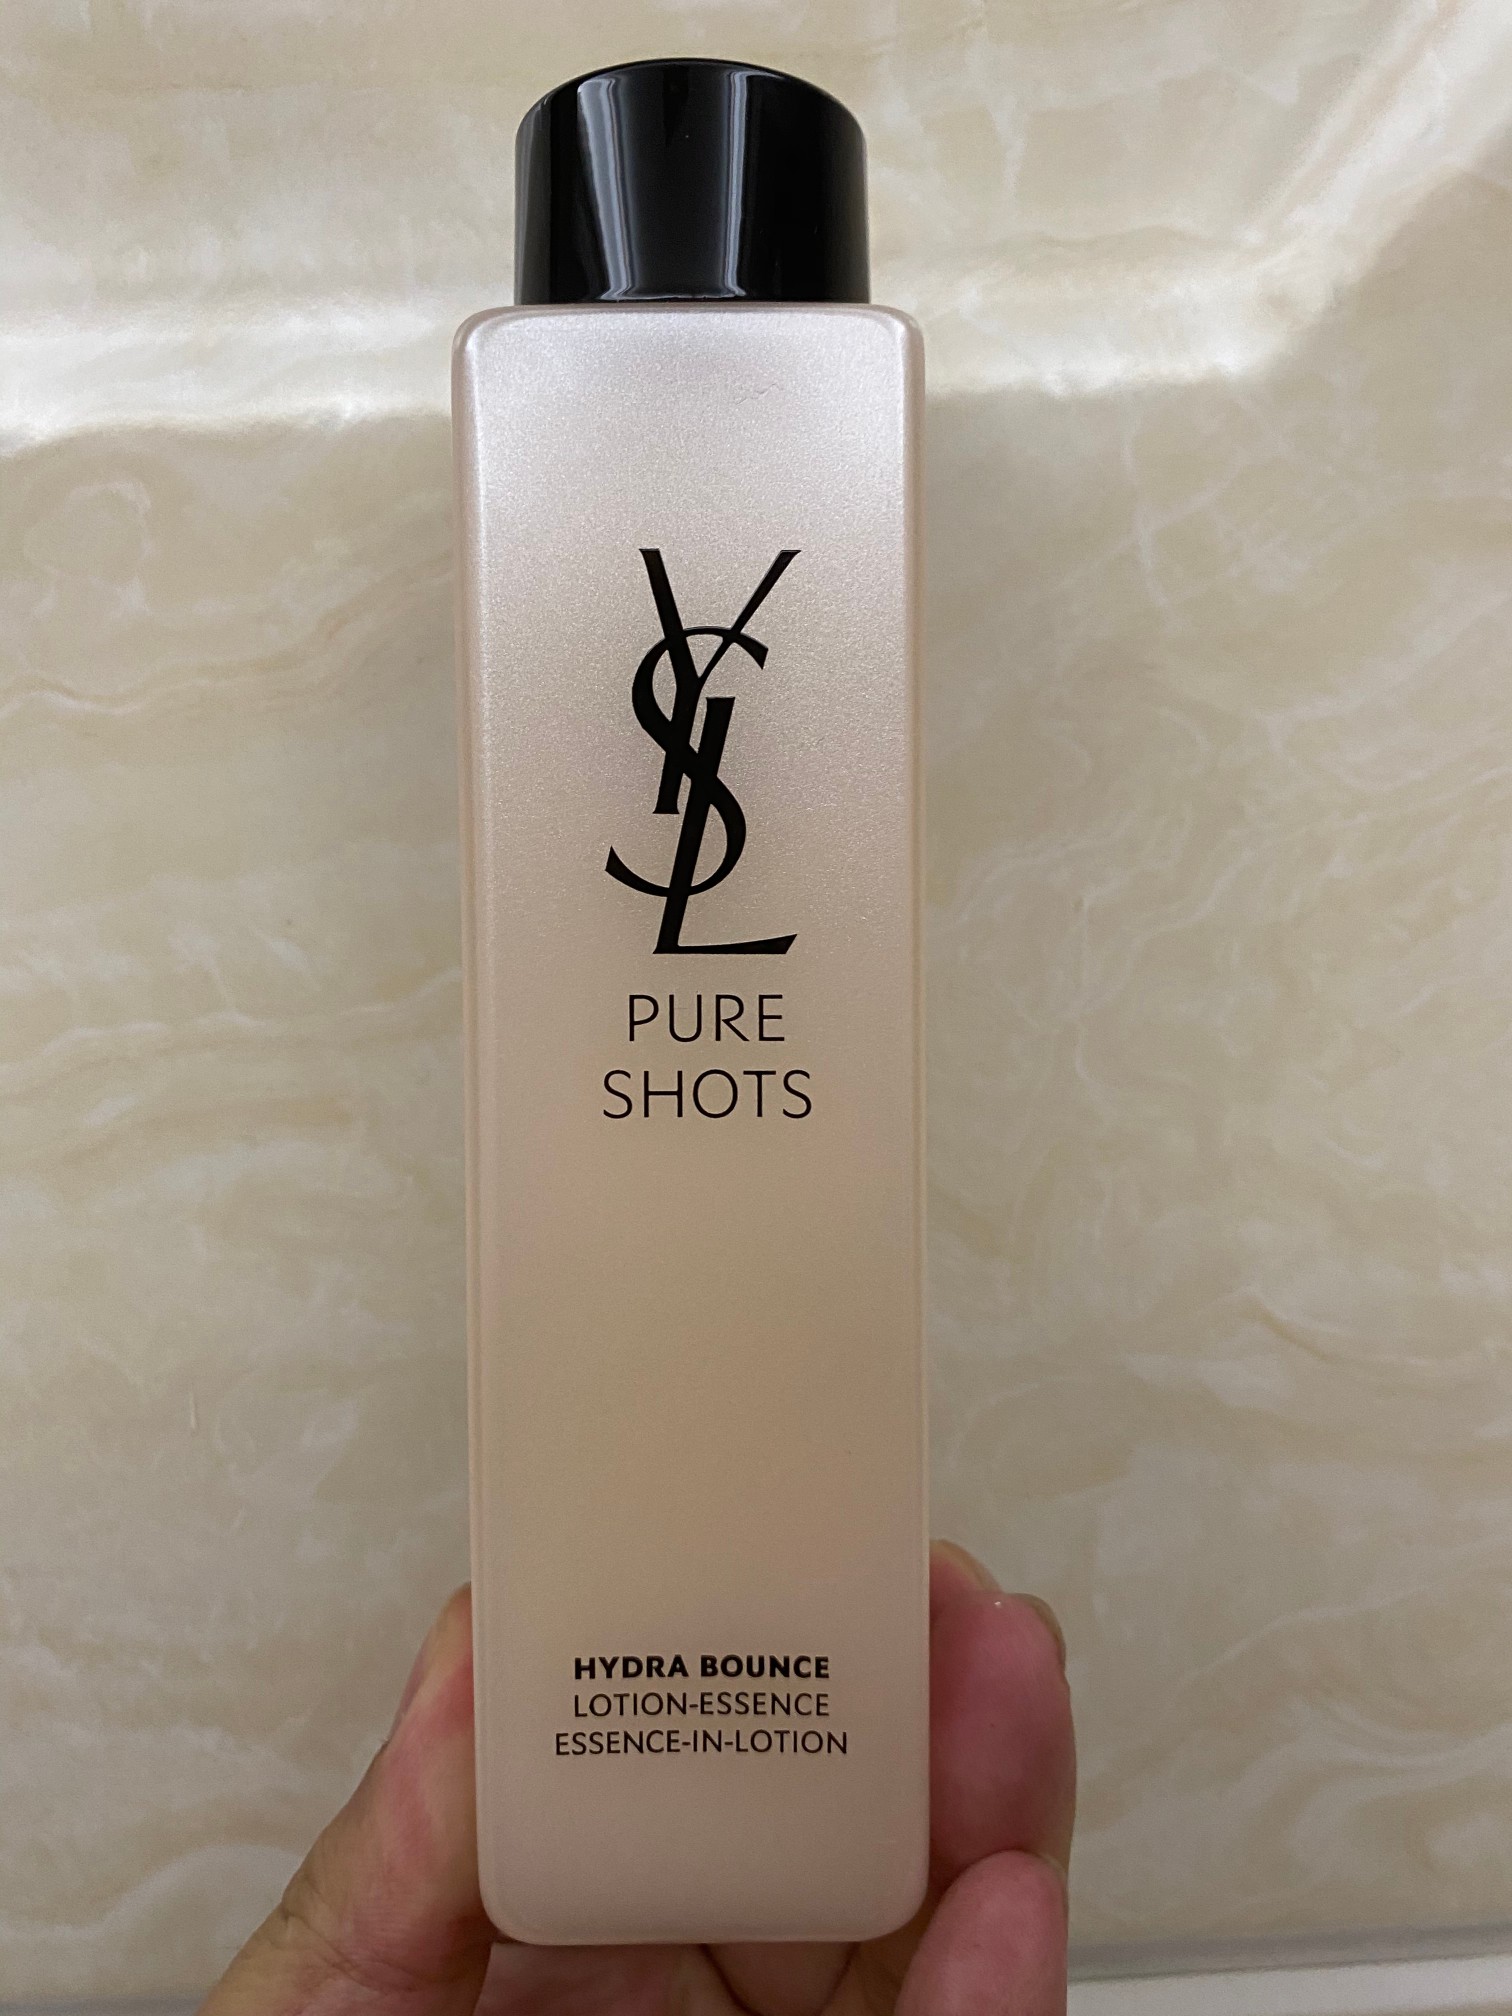 YSL
PURE
SHOTS
HYDRA BOUNCE
LOTION-ESSENCE
ESSENCE-IN-LOTION